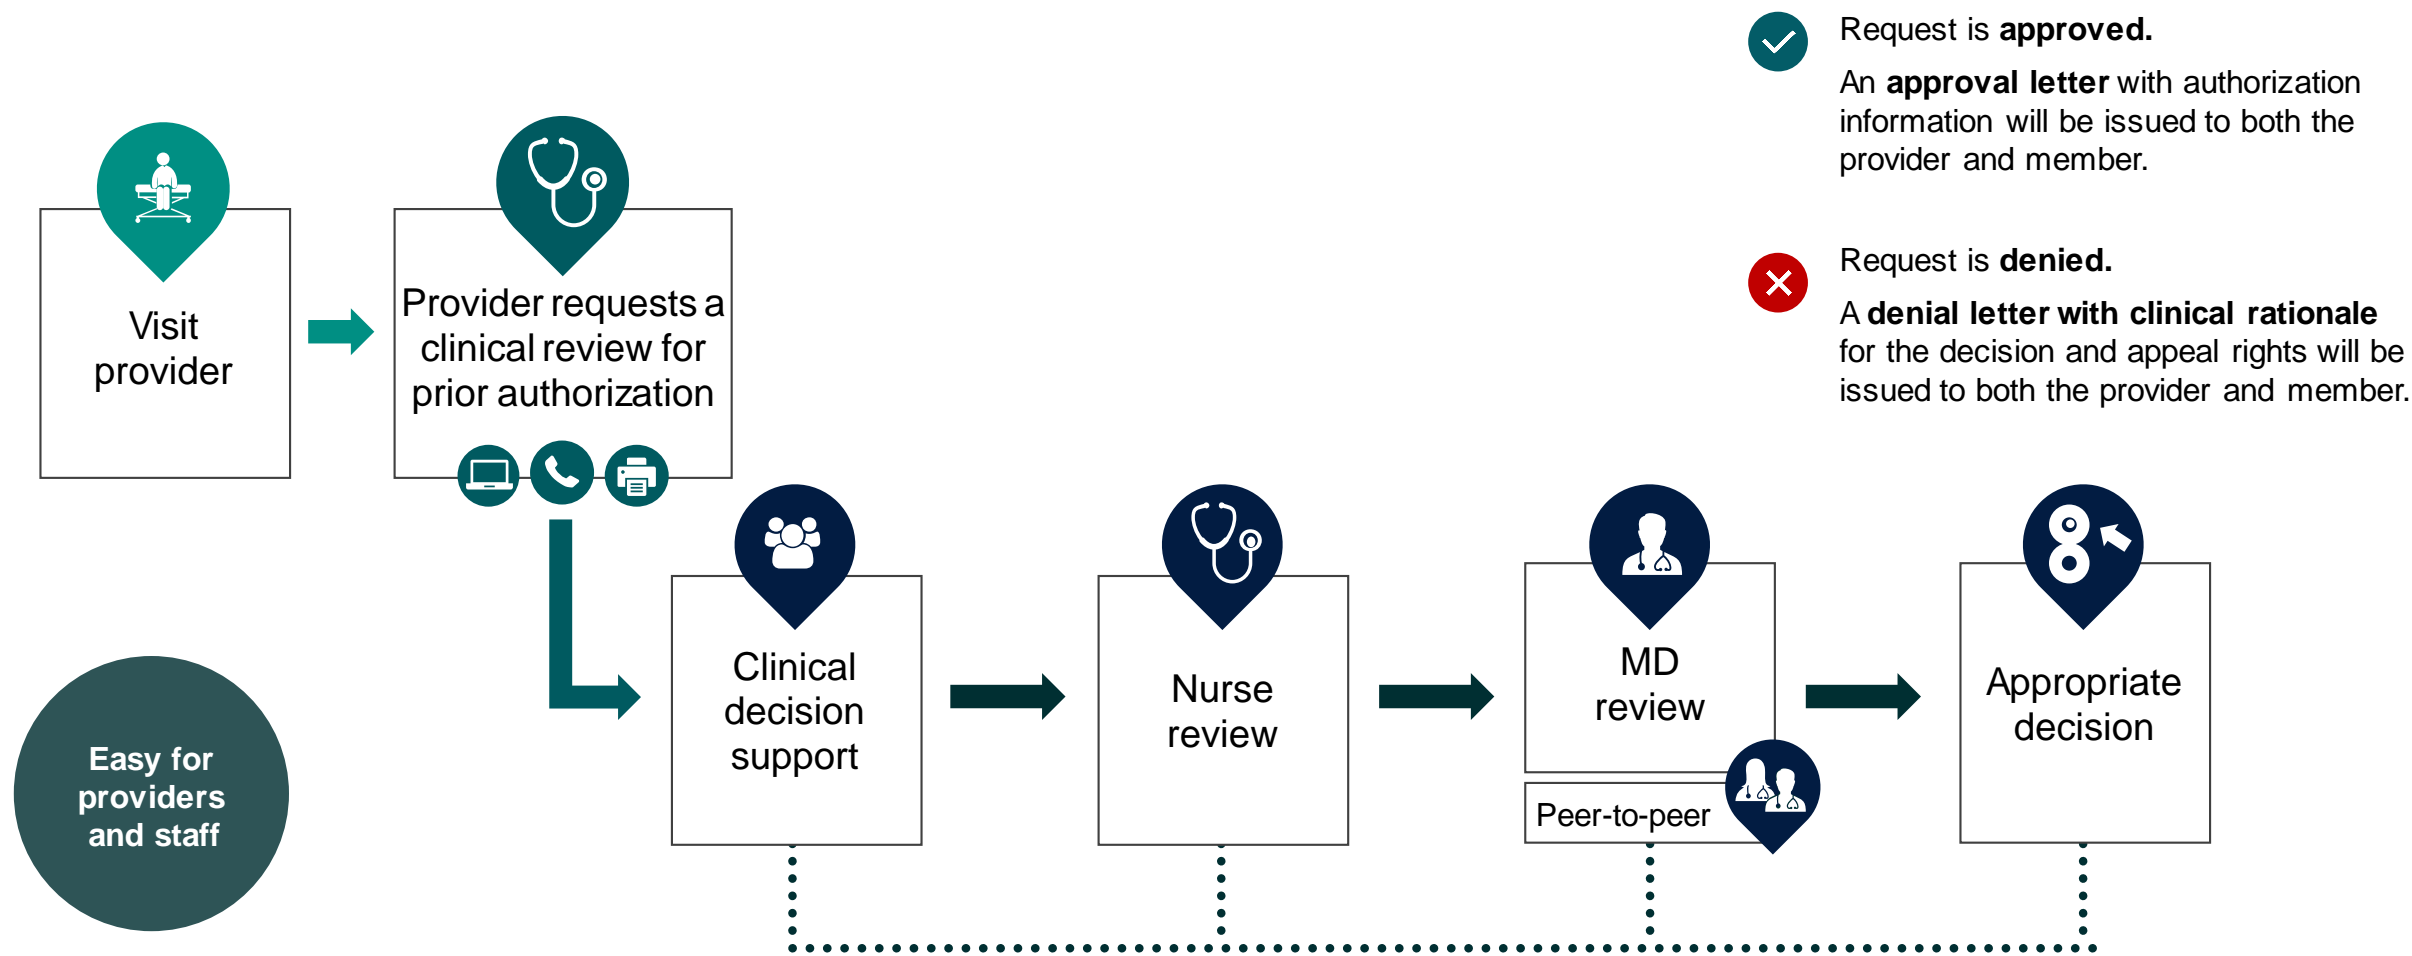 Request is approved.
An approval letter with authorization
information will be issued to both the
provider and member.
Request is denied.
A denial letter with clinical rationale
for the decision and appeal rights will be
issued to both the provider and member.
Visit
provider
Provider requests a
clinical review for
prior authorization
Clinical
decision
support
Nurse
review
MD
review
Peer-to-peer
Appropriate
decision
Easy for
providers
and staff